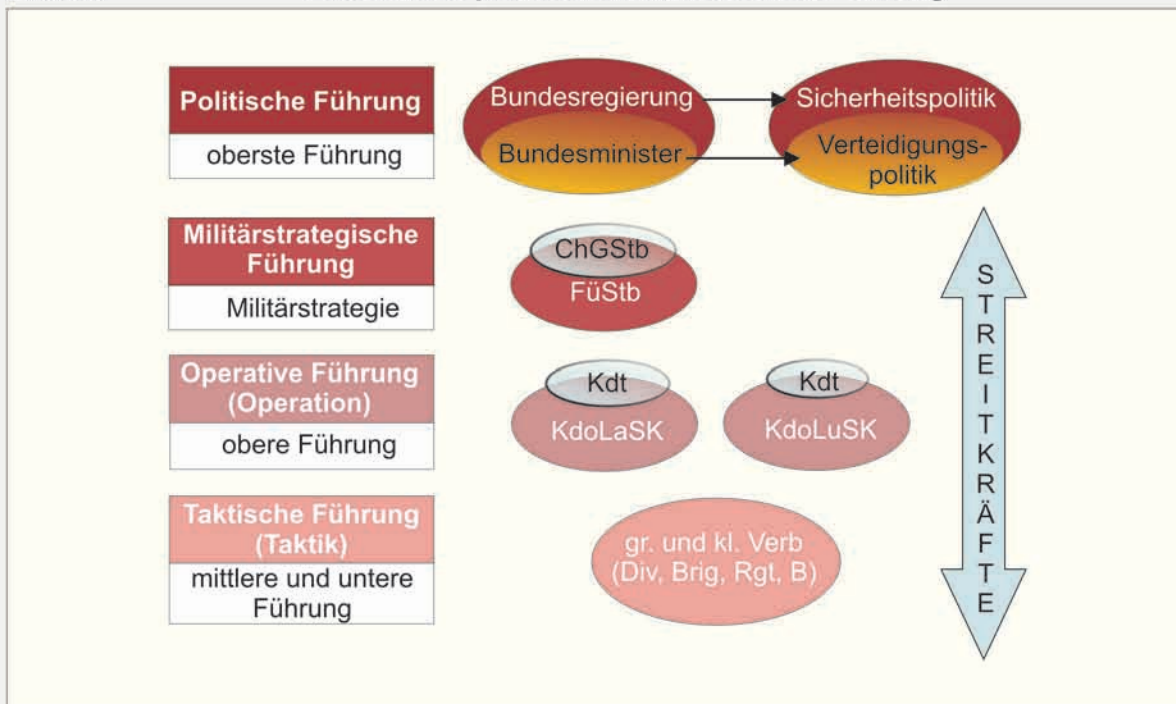 Politische Führung
oberste Führung
Bundesregierung
Sicherheitspolitik
Bundesminister
Verteidigungs-
politik
Militärstrategische
Führung
Militärstrategie
ChGStb
FüStb
Operative Führung
(Operation)
obere Führung
Kdt
KdoLaSK
Kdt
KdoLuSK
Taktische Führung
(Taktik)
mittlere und untere
Führung
gr. und kl. Verb
(Div, Brig, Rgt, B)
STREITKRÄFTE